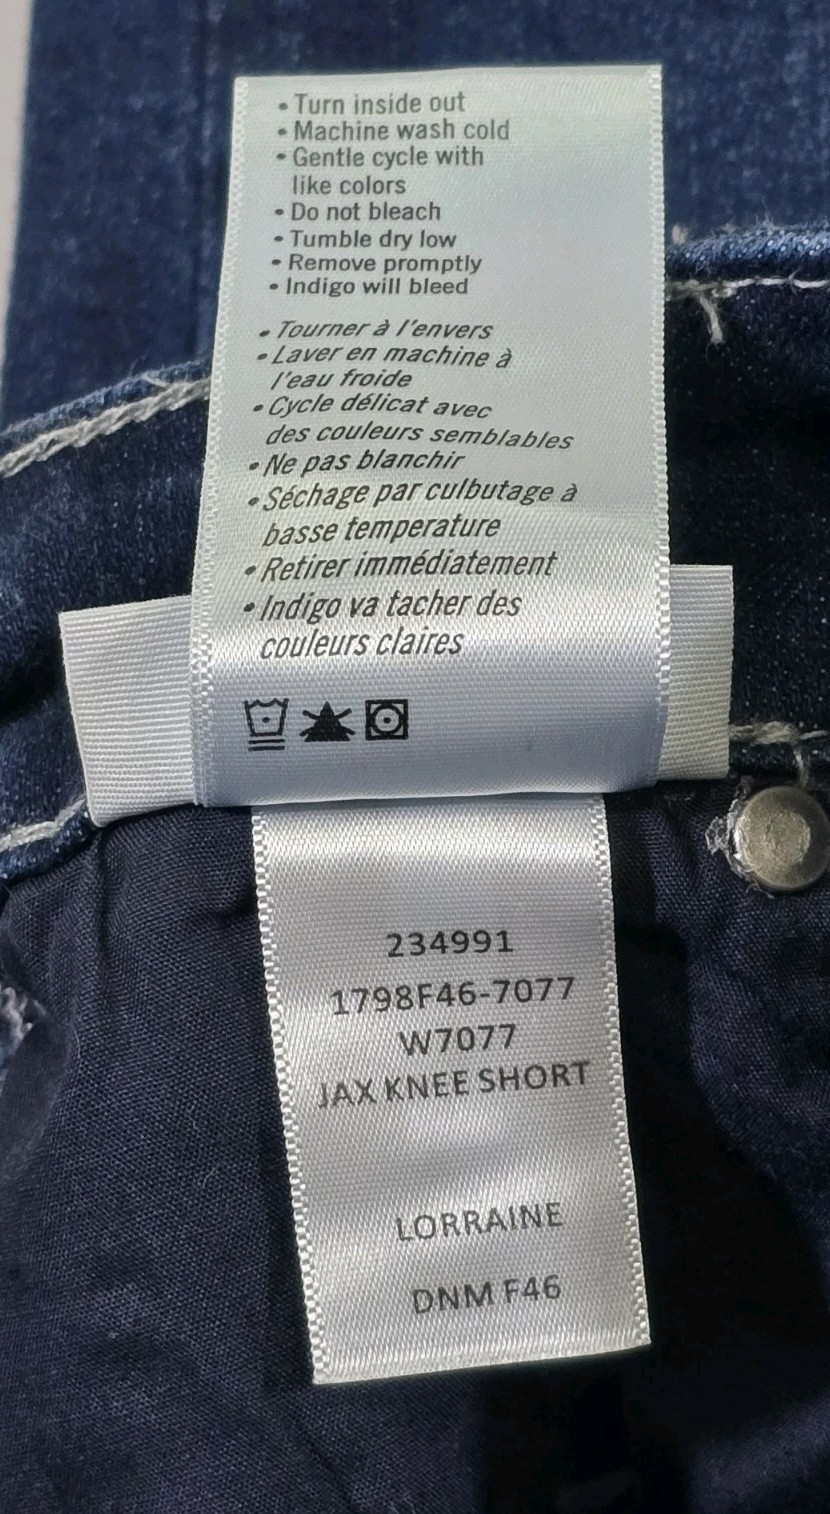 • Turn inside out
• Machine wash cold
• Gentle cycle with
like colors
• Do not bleach
• Tumble dry low
• Remove promptly
• Indigo will bleed
• Tourner à l'envers
• Laver en machine à
l'eau froide
• Cycle délicat avec
des couleurs semblables
• Ne pas blanchir
• Séchage par culbutage à
basse temperature
• Retirer immédiatement
• Indigo va tacher des
couleurs claires
234991
1798F46-7077
W7077
JAX KNEE SHORT
LORRAINE
DNM F46